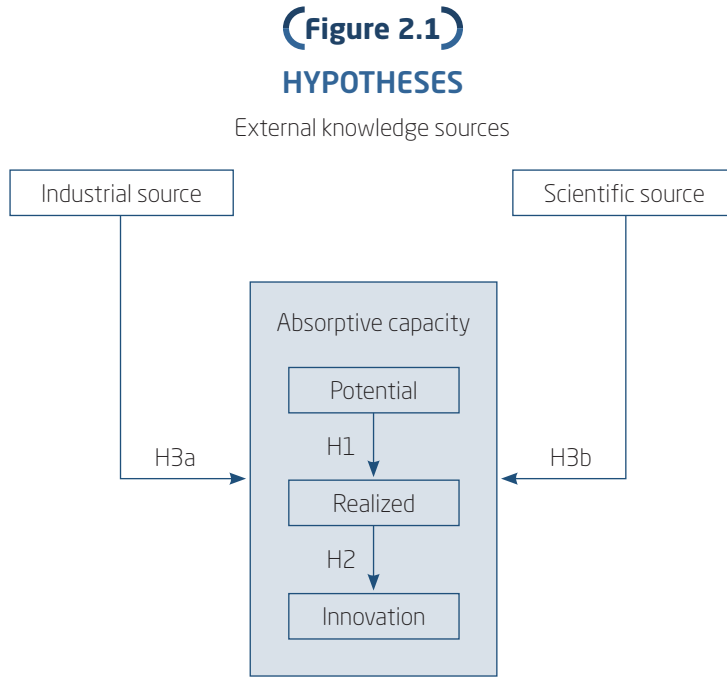 Figure 2.1
HYPOTHESES
External knowledge sources
Industrial source
Scientific source
Absorptive capacity
Potential
H1
H3a
H3b
Realized
H2
Innovation